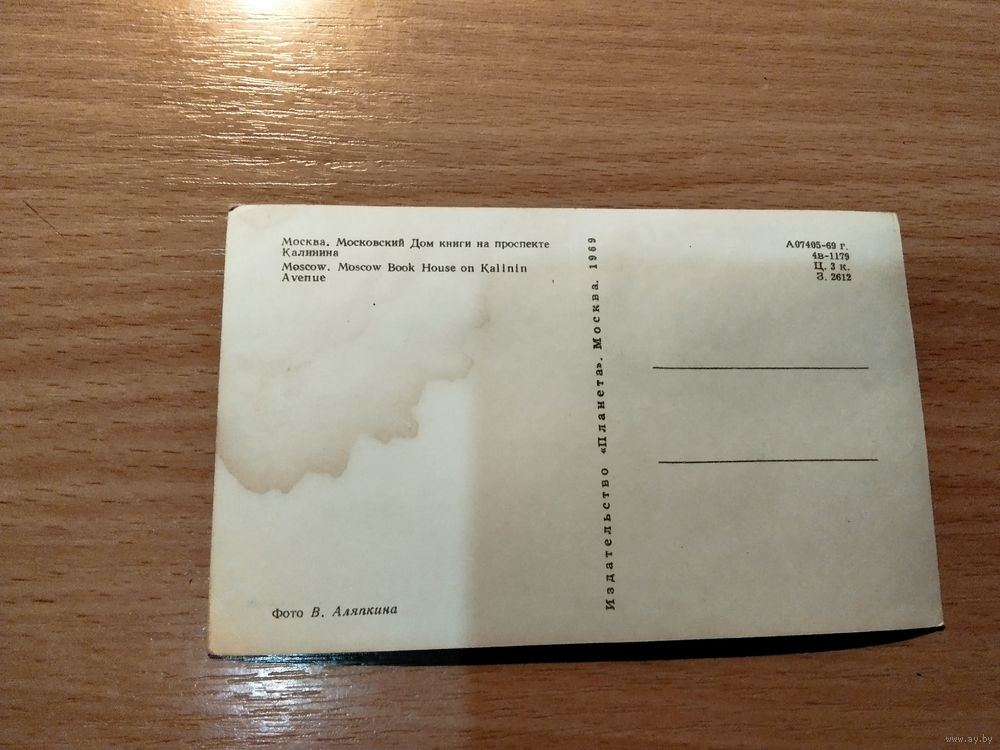 Москва. Московский Дом книги на проспекте
Калинина
Moscow. Moscow Book House on Kalinin
Avenue
Фото В. Аляпкина
Издательство «Планета». Москва. 1969
А07405-69 г.
4в-1179
Ц. 3 к.
З. 2612
www.ay.by